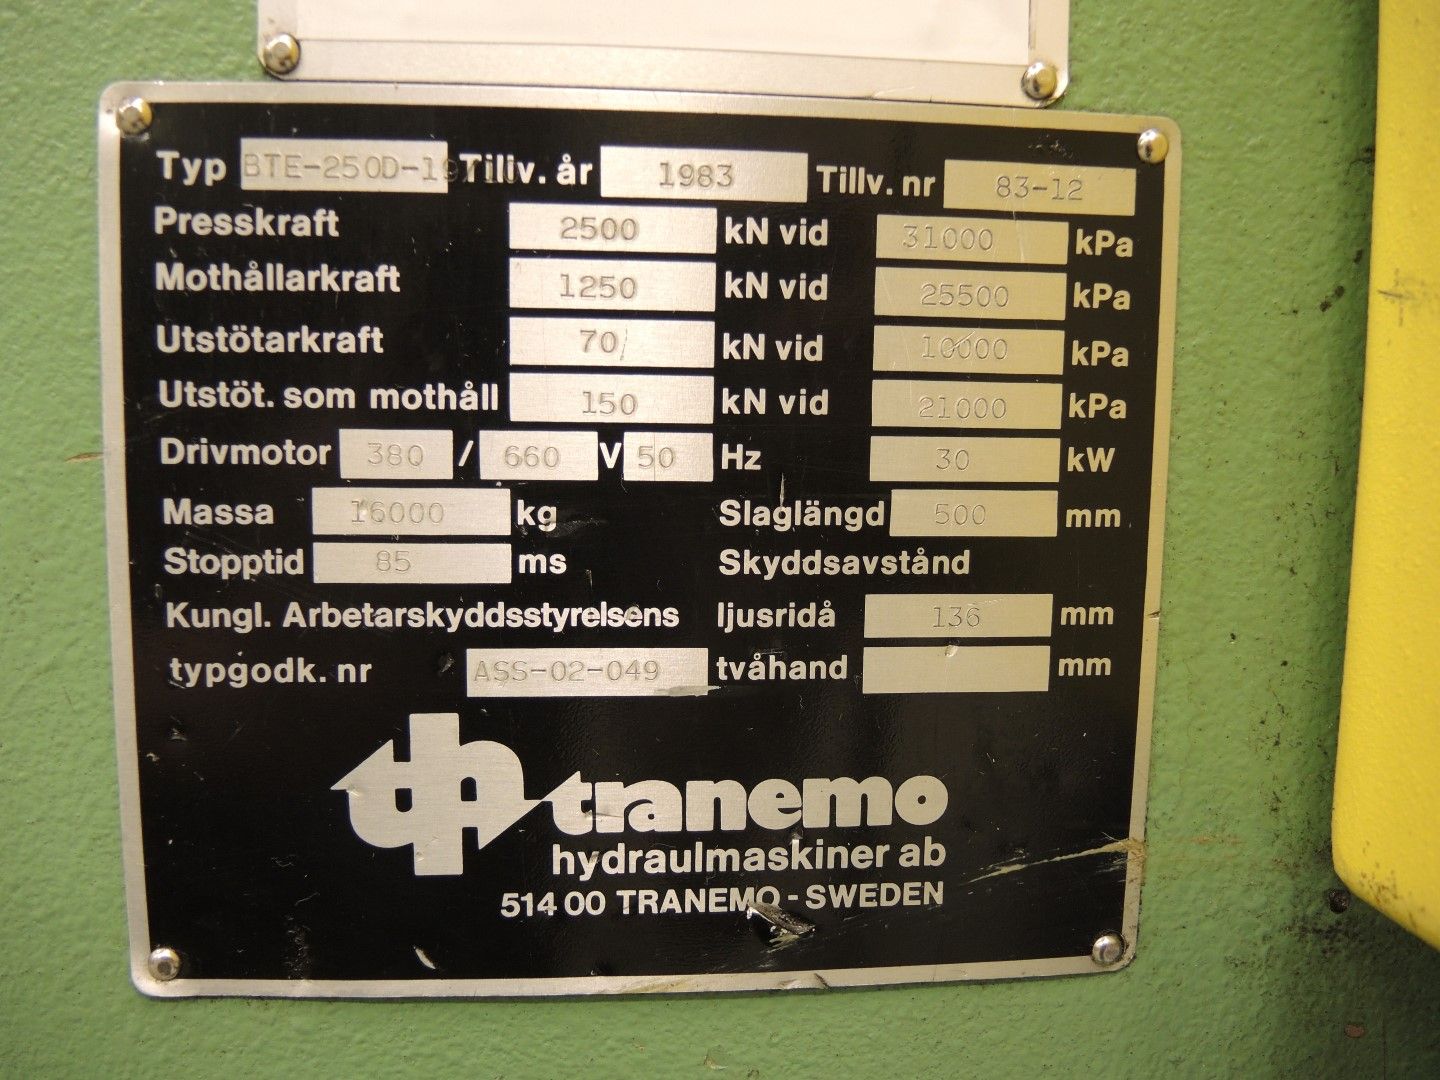 Typ BTE-250D-19710 Tillv. år 1983 Tillv. nr 83-12
Presskraft 2500 kN vid 31000 kPa
Mothållarkraft 1250 kN vid 25500 kPa
Utstötarkraft 70 kN vid 10000 kPa
Utstöt. som mothåll 150 kN vid 21000 kPa
Drivmotor 380 / 660 V 50 Hz 30 kW
Massa 16000 kg Slaglängd 500 mm
Stopptid 85 ms Skyddsavstånd
Kungl. Arbetarskyddsstyrelsens ljusridå 136 mm
typgodk. nr ASS-02-049 tvåhand mm
tranemo
hydraulmaskiner ab
514 00 TRANEMO - SWEDEN